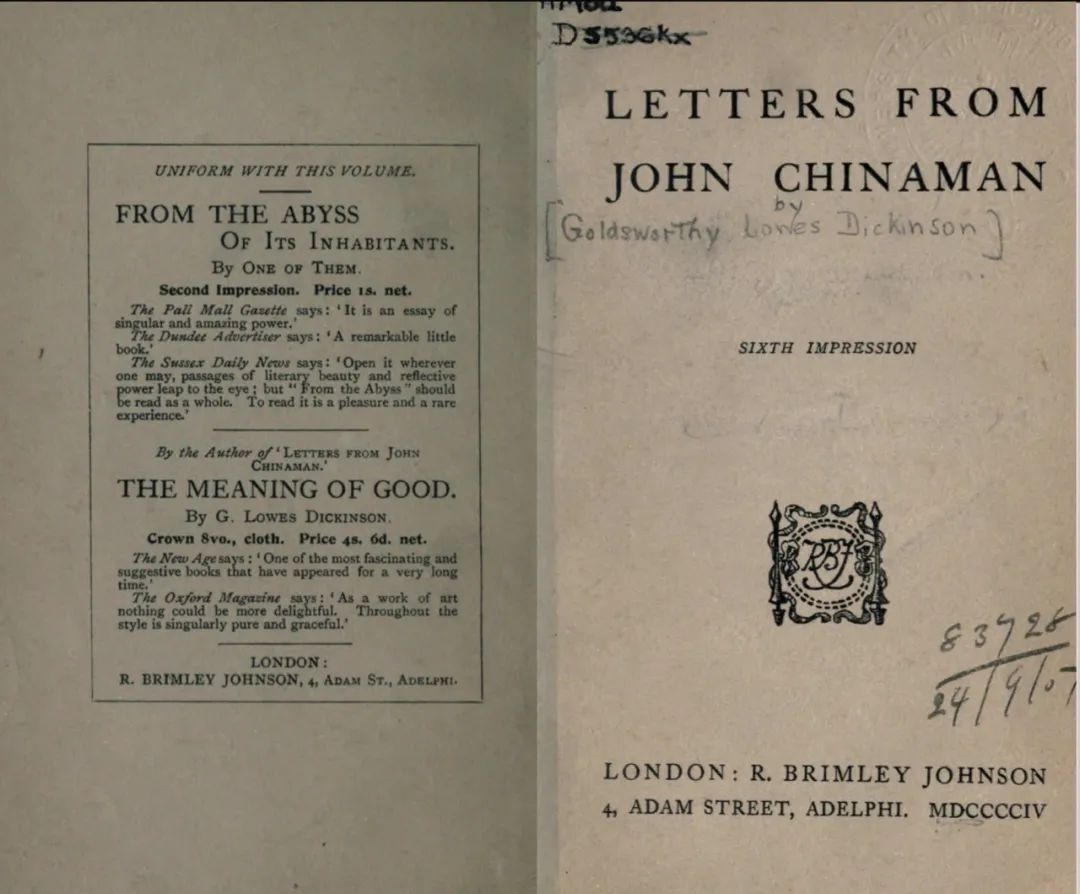 UNIFORM WITH THIS VOLUME.
FROM THE ABYSS
OF ITS INHABITANTS.
By ONE OF THEM.
Second Impression. Price 1s. net.
The Pall Mall Gazette says: 'It is an essay of
singular and amazing power.'
The Dundee Advertiser says: 'A remarkable little
book.'
The Sussex Daily News says: 'Open it wherever
one may, passages of literary beauty and reflective
power leap to the eye; but "From the Abyss" should
be read as a whole. To read it is a pleasure and a rare
experience.'
By the Author of 'LETTERS FROM JOHN
CHINAMAN.'
THE MEANING OF GOOD.
By G. LOWES DICKINSON.
Crown 8vo., cloth. Price 4s. 6d. net.
The New Age says: 'One of the most fascinating and
suggestive books that have appeared for a very long
time.'
The Oxford Magazine says: 'As a work of art
nothing could be more delightful. Throughout the
style is singularly pure and graceful.'
LONDON:
R. BRIMLEY JOHNSON, 4, ADAM ST., ADELPHI.
D5536kx
LETTERS FROM
JOHN CHINAMAN
by
[Goldsworthy Lowes Dickinson]
SIXTH IMPRESSION
RBJ
83728
24/9/07
LONDON: R. BRIMLEY JOHNSON
4, ADAM STREET, ADELPHI. MDCCCCIV